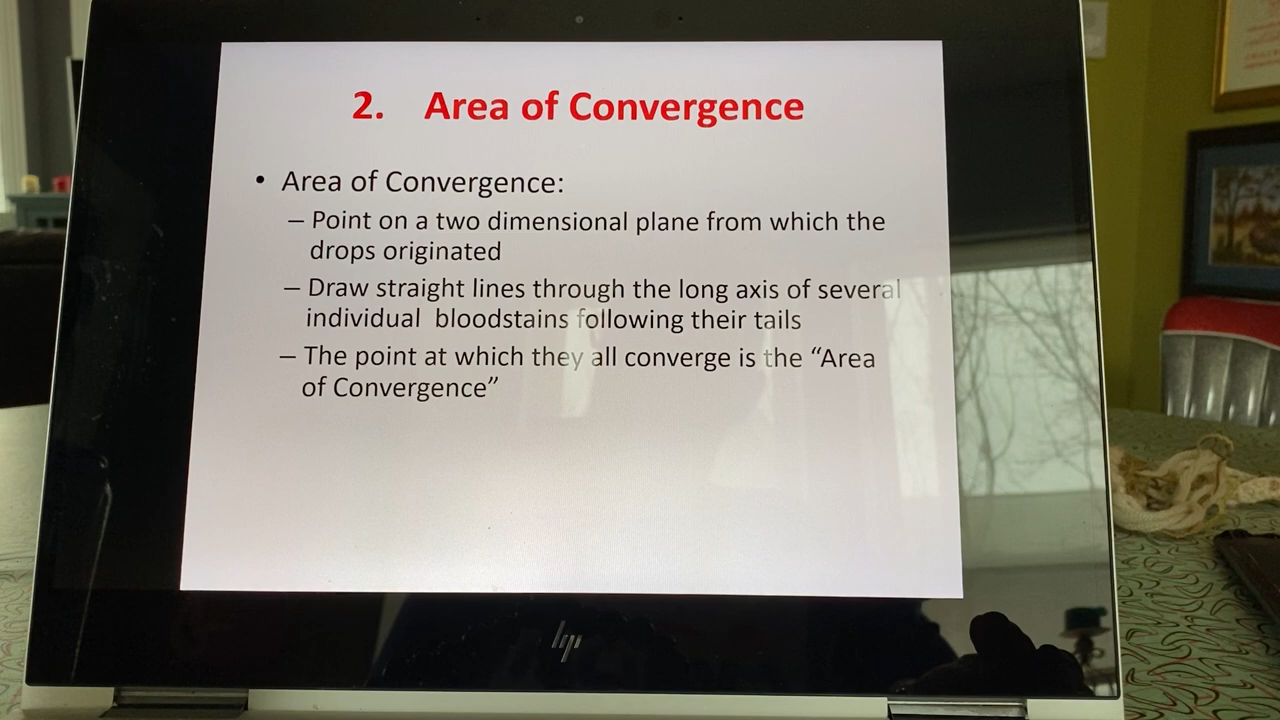 2. Area of Convergence
• Area of Convergence:
– Point on a two dimensional plane from which the
drops originated
– Draw straight lines through the long axis of several
individual bloodstains following their tails
– The point at which they all converge is the “Area
of Convergence”
hp